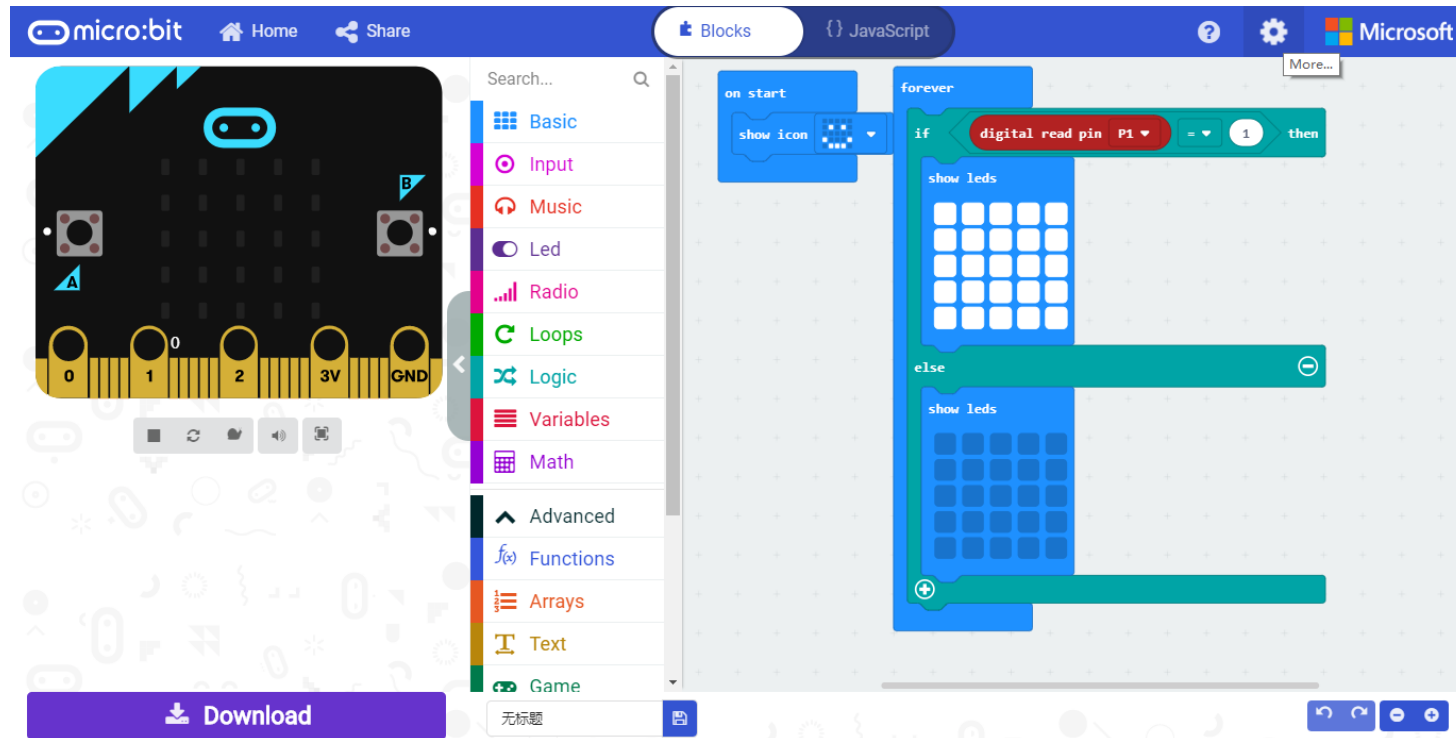 micro:bit
Home
Share
Blocks
{} JavaScript
?
Microsoft
More...
B
A
0
0
1
2
3V
GND
Search...
Basic
Input
Music
Led
Radio
Loops
Logic
Variables
Math
Advanced
f(x) Functions
Arrays
Text
Game
on start
show icon
forever
if
digital read pin P1
=
1
then
show leds
else
show leds
Download
无标题